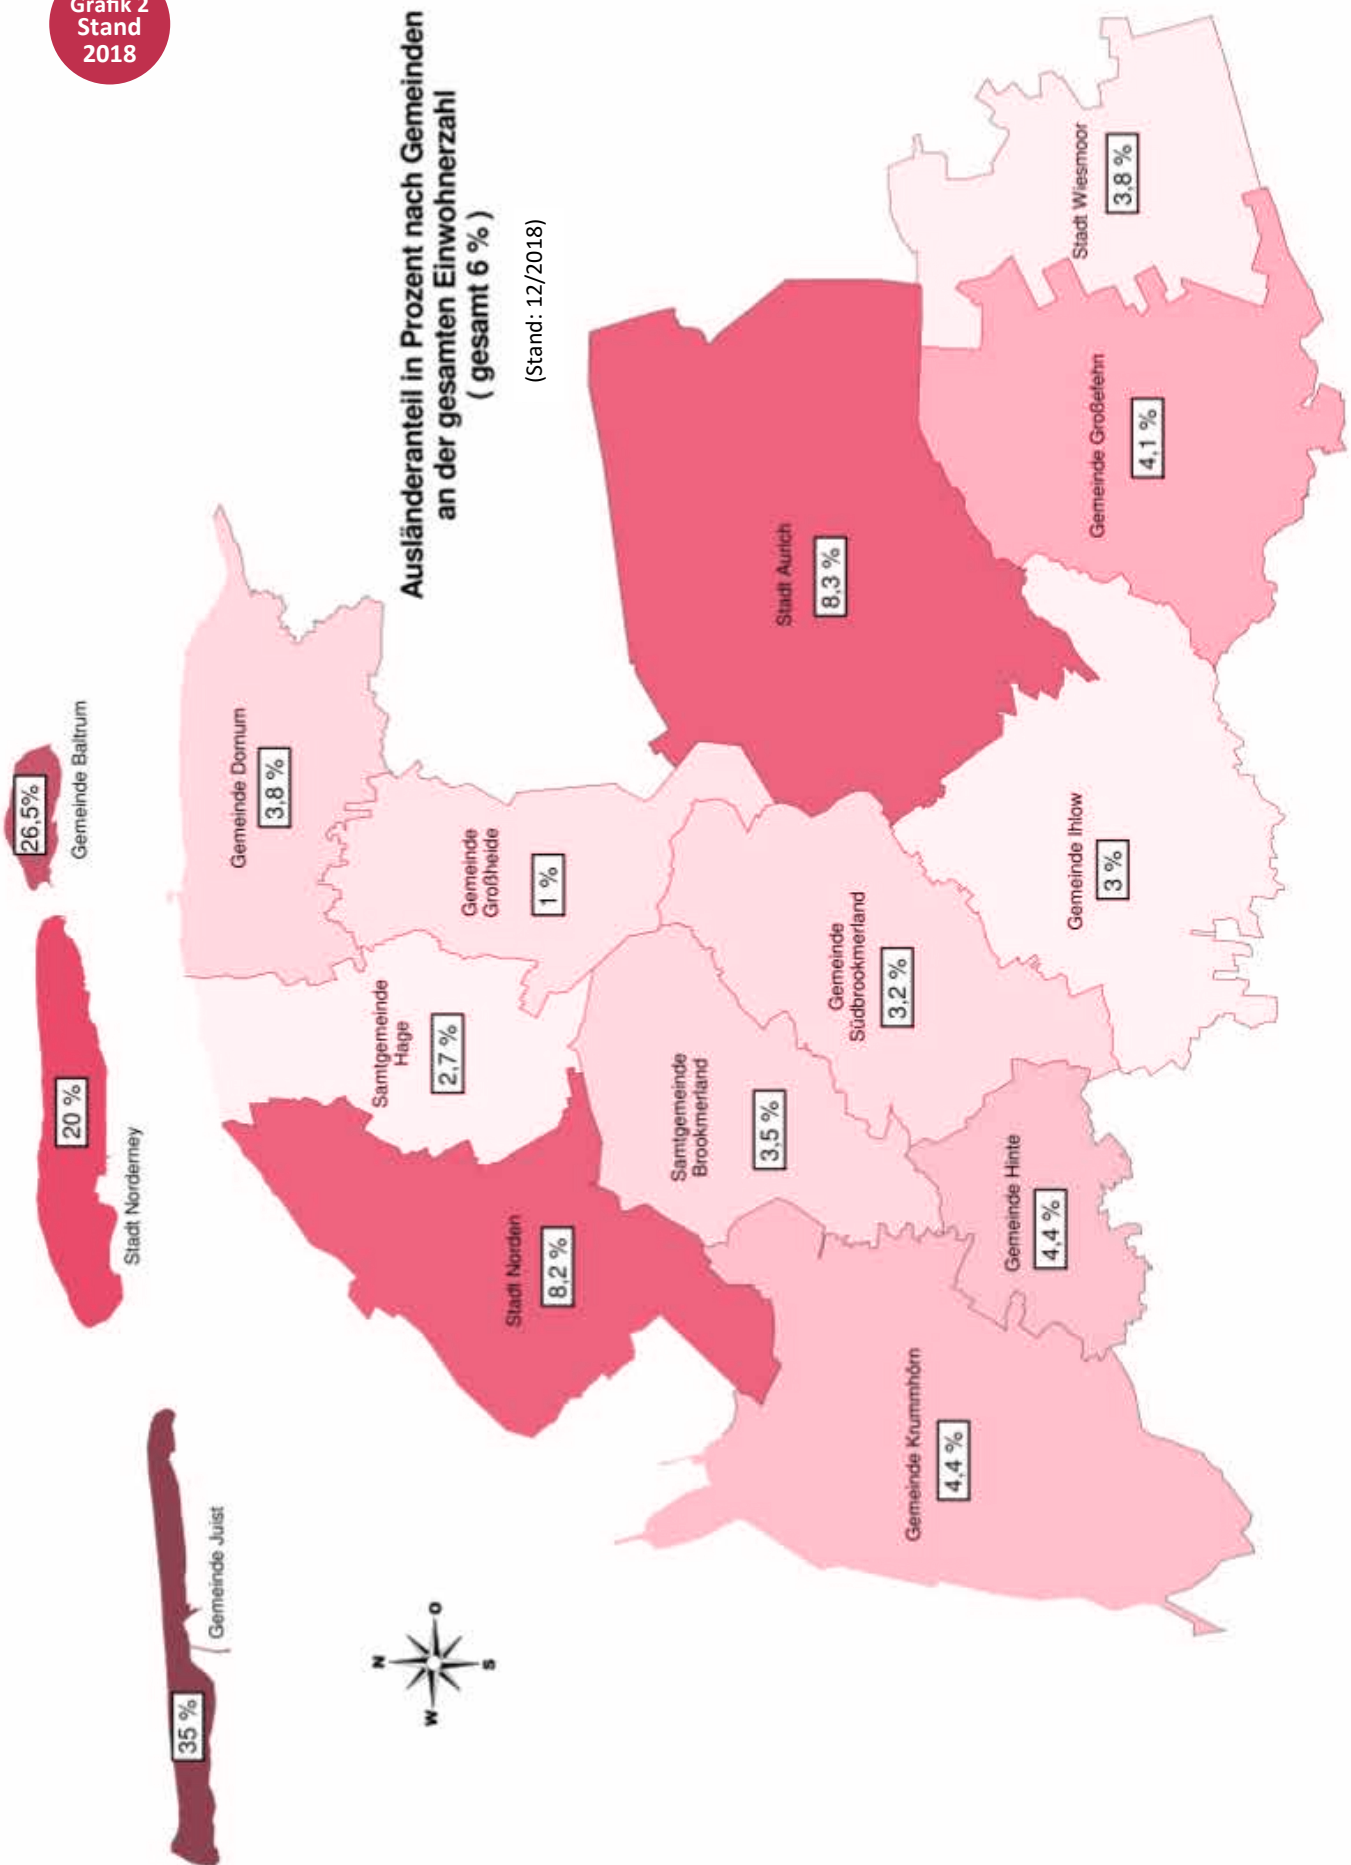 Grafik 2
Stand
2018
Ausländeranteil in Prozent nach Gemeinden
an der gesamten Einwohnerzahl
( gesamt 6 % )
(Stand: 12/2018)
35 %
Gemeinde Juist
20 %
Stadt Norderney
26,5%
Gemeinde Baltrum
Gemeinde Dornum
3,8 %
Gemeinde
Großheide
1 %
Samtgemeinde
Hage
2,7 %
Stadt Norden
8,2 %
Samtgemeinde
Brookmerland
3,5 %
Gemeinde
Südbrookmerland
3,2 %
Stadt Aurich
8,3 %
Stadt Wiesmoor
3,8 %
Gemeinde Großefehn
4,1 %
Gemeinde Ihlow
3 %
Gemeinde Hinte
4,4 %
Gemeinde Krummhörn
4,4 %
N
W
O
S